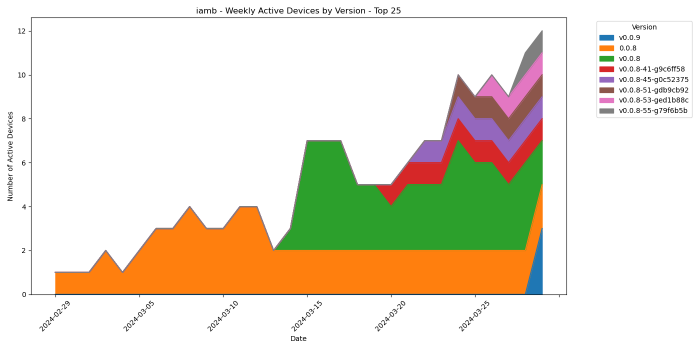 iamb - Weekly Active Devices by Version - Top 25
Number of Active Devices
12
10
8
6
4
2
0
2024-02-29
2024-03-05
2024-03-10
2024-03-15
2024-03-20
2024-03-25
Date
Version
v0.0.9
0.0.8
v0.0.8
v0.0.8-41-g9c6ff58
v0.0.8-45-g0c52375
v0.0.8-51-gdb9cb92
v0.0.8-53-ged1b88c
v0.0.8-55-g79f6b5b